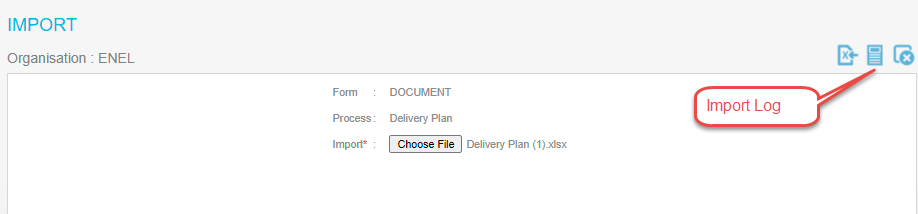 IMPORT
Organisation : ENEL
Form : DOCUMENT
Import Log
Process : Delivery Plan
Import* : Choose File Delivery Plan (1).xlsx